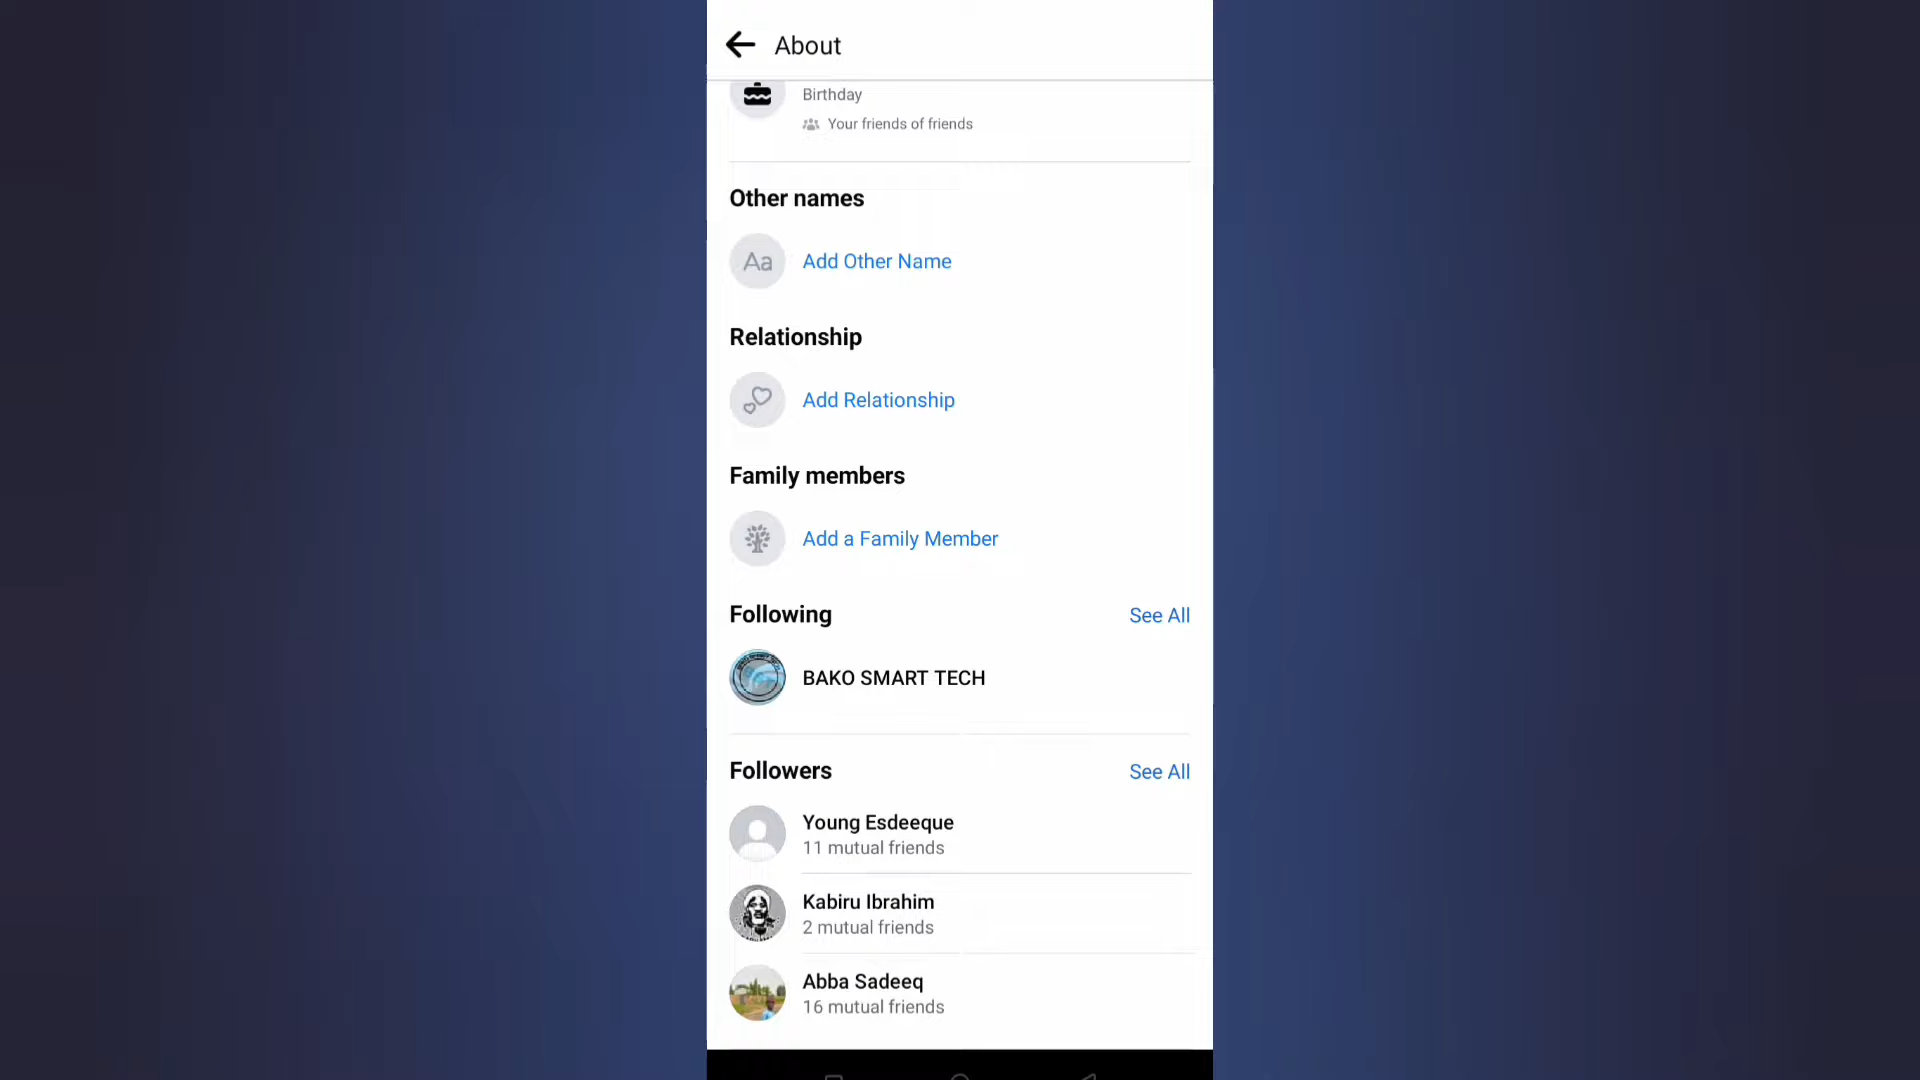 About
Birthday
Your friends of friends
Other names
Aa
Add Other Name
Relationship
Add Relationship
Family members
Add a Family Member
Following
See All
BAKO SMART TECH
Followers
See All
Young Esdeeque
11 mutual friends
Kabiru Ibrahim
2 mutual friends
Abba Sadeeq
16 mutual friends